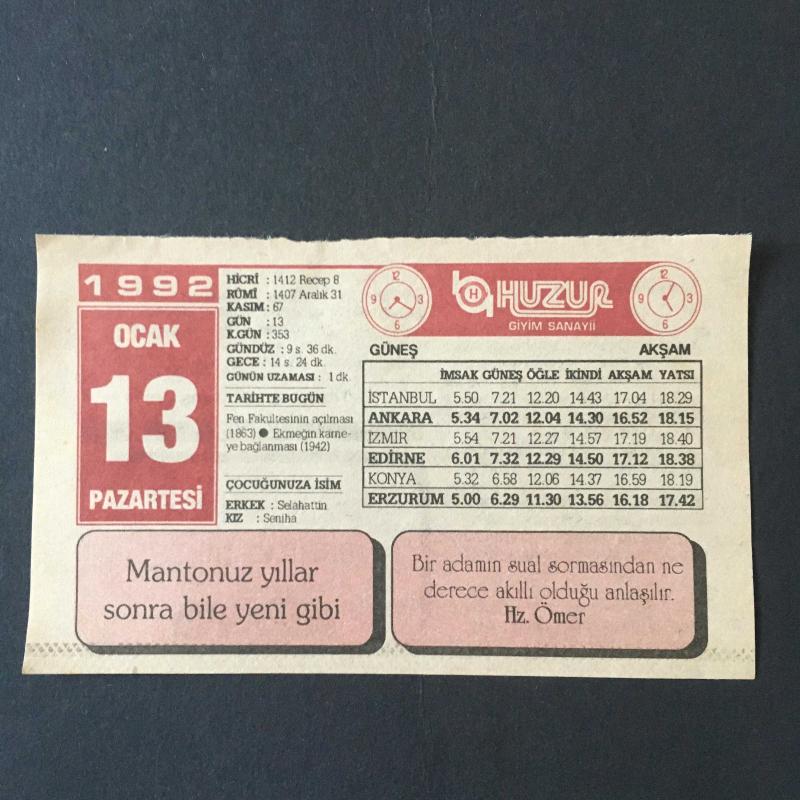 1992
OCAK
13
PAZARTESİ
HİCRİ : 1412 Recep 8
RÜMİ : 1407 Aralık 31
KASIM : 67
GÜN : 13
K.GÜN : 353
GÜNDÜZ : 9 s. 36 dk.
GECE : 14 s. 24 dk.
GÜNÜN UZAMASI : 1 dk.
TARİHTE BUGÜN
Fen Fakültesinin açılması
(1863) ● Ekmeğin karne-
ye bağlanması (1942)
ÇOCUĞUNUZA İSİM
ERKEK : Selahattin
KIZ : Seniha
12
9 3
6
H HUZUR
GİYİM SANAYİİ
12
9 3
6
GÜNEŞ AKŞAM
İMSAK GÜNEŞ ÖĞLE İKİNDİ AKŞAM YATSI
İSTANBUL 5.50 7.21 12.20 14.43 17.04 18.29
ANKARA 5.34 7.02 12.04 14.30 16.52 18.15
İZMİR 5.54 7.21 12.27 14.57 17.19 18.40
EDİRNE 6.01 7.32 12.29 14.50 17.12 18.38
KONYA 5.32 6.58 12.06 14.37 16.59 18.19
ERZURUM 5.00 6.29 11.30 13.56 16.18 17.42
Mantonuz yıllar
sonra bile yeni gibi
Bir adamın sual sormasından ne
derece akıllı olduğu anlaşılır.
Hz. Ömer